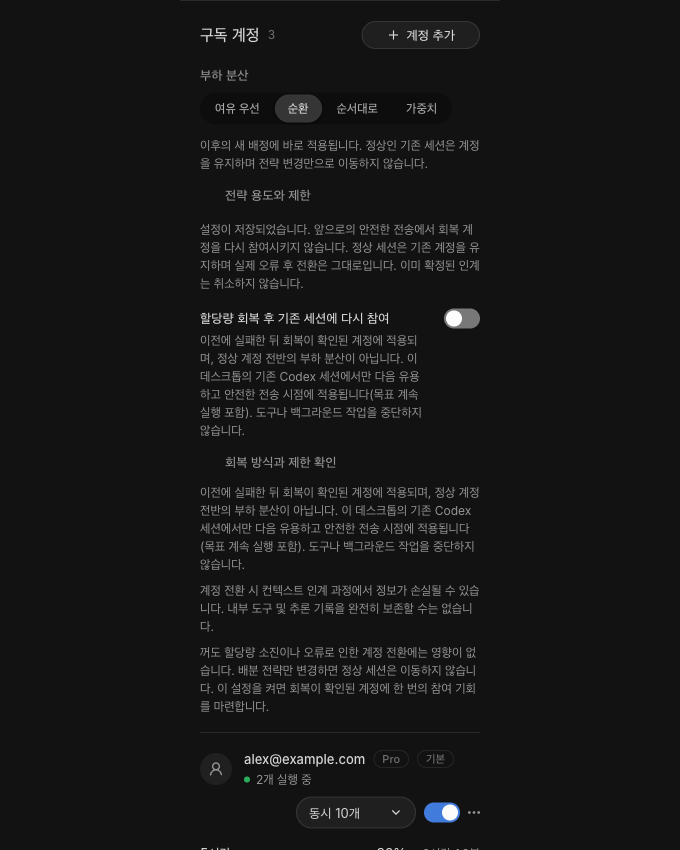 구독 계정 3
+ 계정 추가
부하 분산
여유 우선 순환 순서대로 가중치
이후의 새 배정에 바로 적용됩니다. 정상인 기존 세션은 계정
을 유지하며 전략 변경만으로 이동하지 않습니다.
전략 용도와 제한
설정이 저장되었습니다. 앞으로의 안전한 전송에서 회복 계
정을 다시 참여시키지 않습니다. 정상 세션은 기존 계정을 유
지하며 실제 오류 후 전환은 그대로입니다. 이미 확정된 인계
는 취소하지 않습니다.
할당량 회복 후 기존 세션에 다시 참여
이전에 실패한 뒤 회복이 확인된 계정에 적용되
며, 정상 계정 전반의 부하 분산이 아닙니다. 이
데스크톱의 기존 Codex 세션에서만 다음 유용
하고 안전한 전송 시점에 적용됩니다(목표 계속
실행 포함). 도구나 백그라운드 작업을 중단하지
않습니다.
회복 방식과 제한 확인
이전에 실패한 뒤 회복이 확인된 계정에 적용되며, 정상 계정
전반의 부하 분산이 아닙니다. 이 데스크톱의 기존 Codex
세션에서만 다음 유용하고 안전한 전송 시점에 적용됩니다
(목표 계속 실행 포함). 도구나 백그라운드 작업을 중단하지
않습니다.
계정 전환 시 컨텍스트 인계 과정에서 정보가 손실될 수 있습
니다. 내부 도구 및 추론 기록을 완전히 보존할 수는 없습니
다.
꺼도 할당량 소진이나 오류로 인한 계정 전환에는 영향이 없
습니다. 배분 전략만 변경하면 정상 세션은 이동하지 않습니
다. 이 설정을 켜면 회복이 확인된 계정에 한 번의 참여 기회
를 마련합니다.
alex@example.com Pro 기본
2개 실행 중
동시 10개